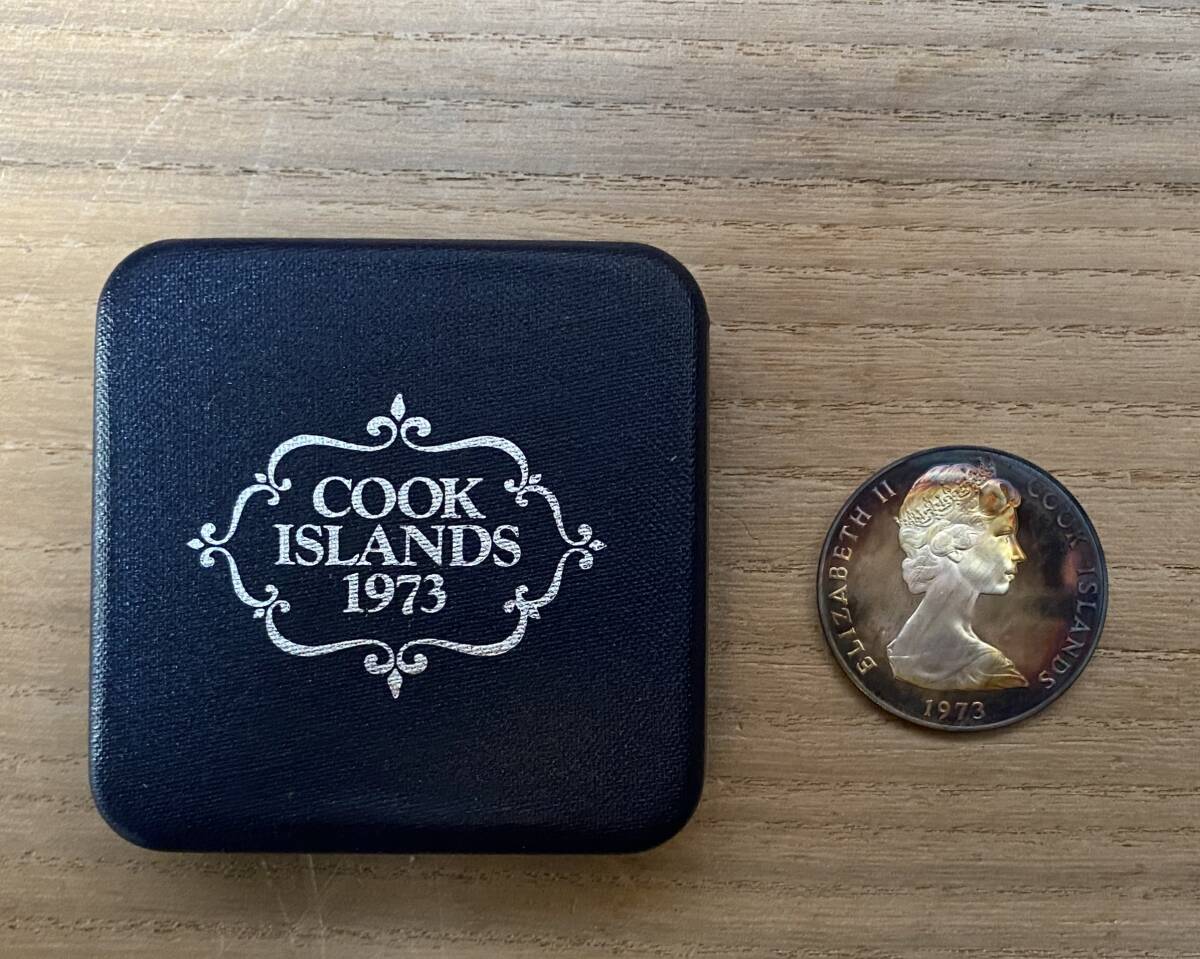 COOK
ISLANDS
1973
ELIZABETH II
COOK ISLANDS
1973